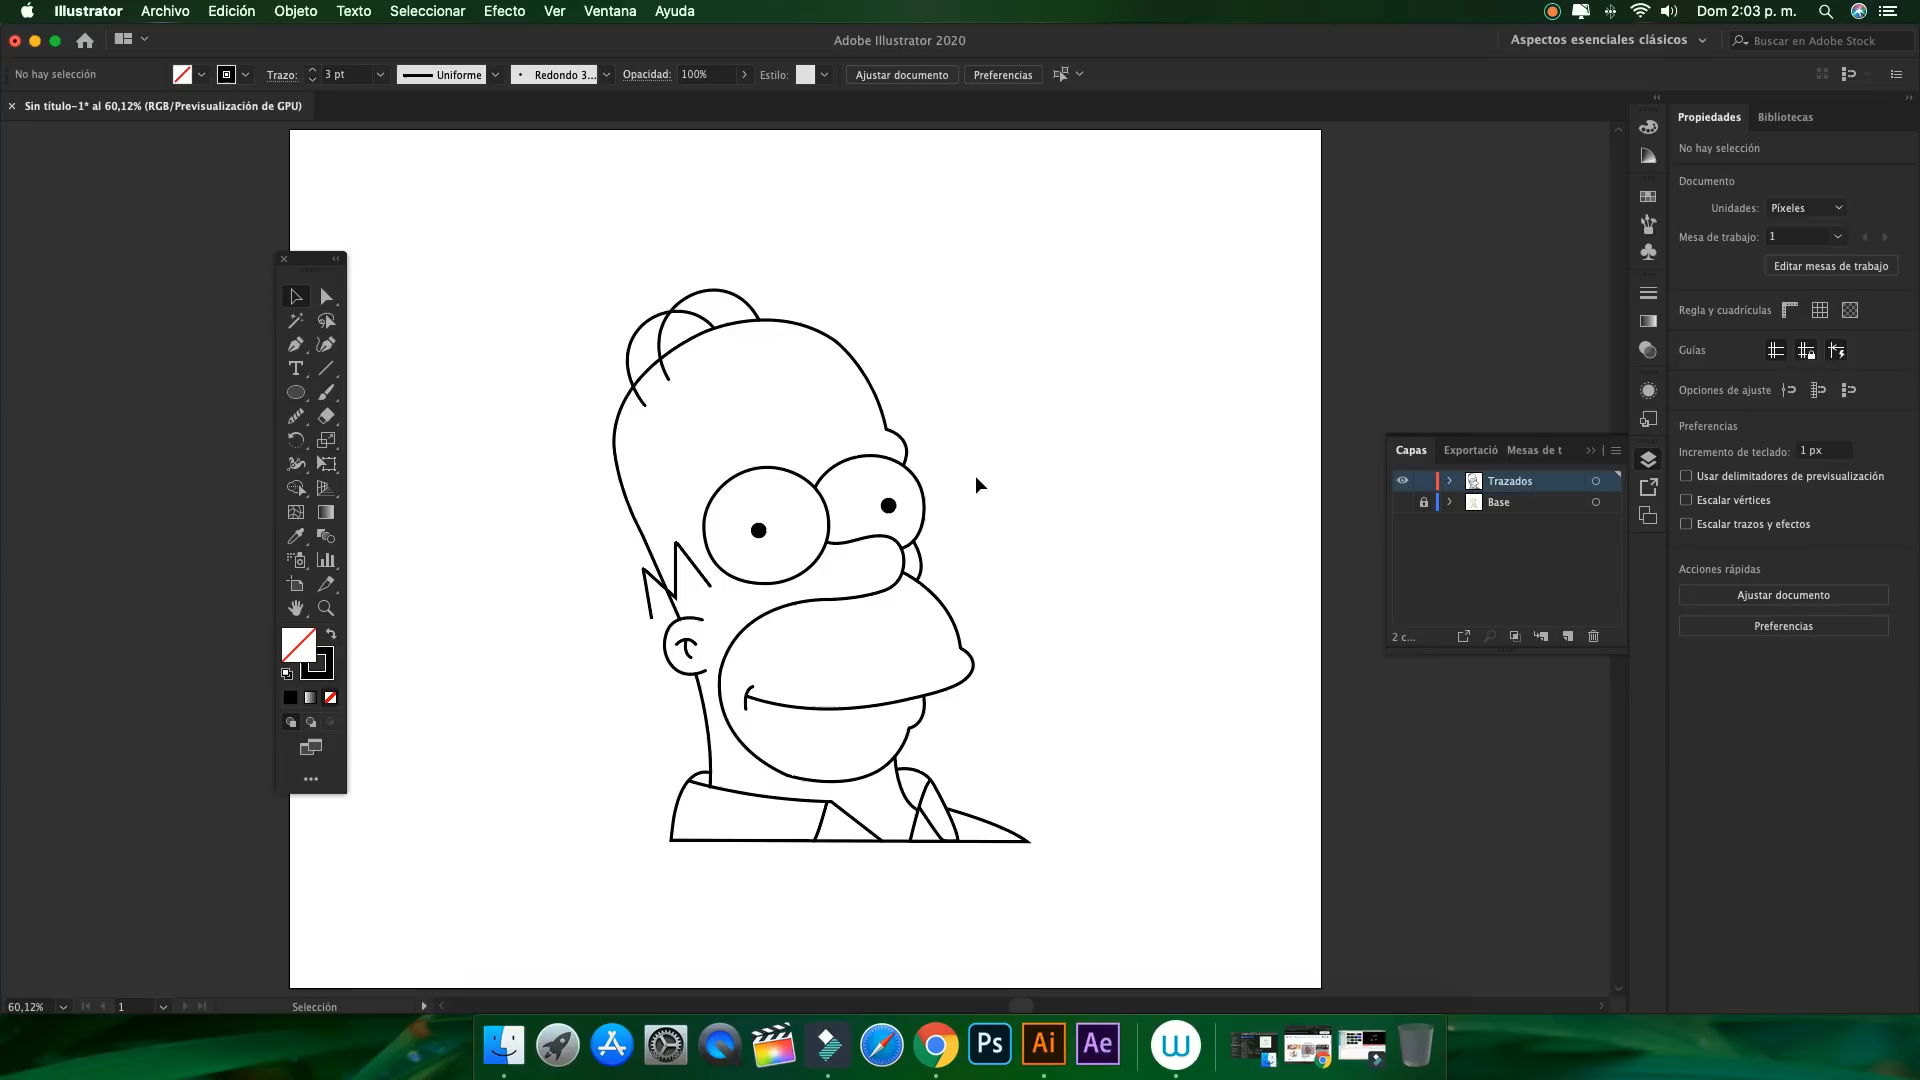 Illustrator Archivo Edición Objeto Texto Seleccionar Efecto Ver Ventana Ayuda Dom 2:03 p. m.
Adobe Illustrator 2020 Aspectos esenciales clásicos Buscar en Adobe Stock
No hay selección Trazo: 3 pt Uniforme Redondo 3... Opacidad: 100% Estilo: Ajustar documento Preferencias
Sin título-1* al 60,12% (RGB/Previsualización de GPU)
Propiedades Bibliotecas
No hay selección
Documento
Unidades: Píxeles
Mesa de trabajo: 1
Editar mesas de trabajo
Regla y cuadrículas
Guías
Opciones de ajuste
Preferencias
Incremento de teclado: 1 px
Usar delimitadores de previsualización
Escalar vértices
Escalar trazos y efectos
Acciones rápidas
Ajustar documento
Preferencias
Capas Exportació Mesas de t
Trazados
Base
2 c...
60,12% 1 Selección
Ps Ai Ae